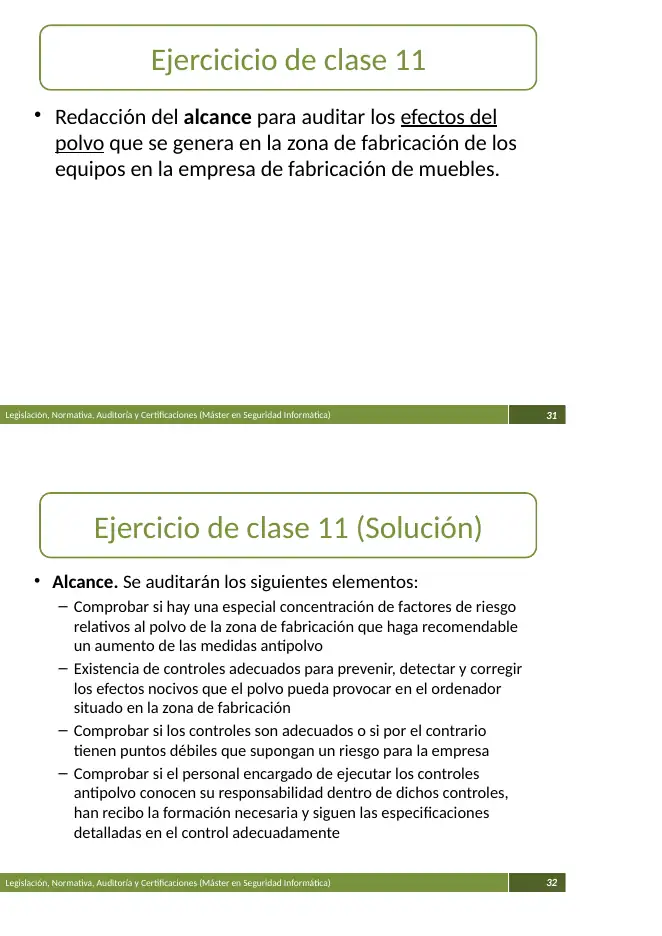 Ejercicicio de clase 11
• Redacción del alcance para auditar los efectos del
polvo que se genera en la zona de fabricación de los
equipos en la empresa de fabricación de muebles.
Legislación, Normativa, Auditoría y Certificaciones (Máster en Seguridad Informática)
31
Ejercicio de clase 11 (Solución)
• Alcance. Se auditarán los siguientes elementos:
– Comprobar si hay una especial concentración de factores de riesgo
relativos al polvo de la zona de fabricación que haga recomendable
un aumento de las medidas antipolvo
– Existencia de controles adecuados para prevenir, detectar y corregir
los efectos nocivos que el polvo pueda provocar en el ordenador
situado en la zona de fabricación
– Comprobar si los controles son adecuados o si por el contrario
tienen puntos débiles que supongan un riesgo para la empresa
– Comprobar si el personal encargado de ejecutar los controles
antipolvo conocen su responsabilidad dentro de dichos controles,
han recibo la formación necesaria y siguen las especificaciones
detalladas en el control adecuadamente
Legislación, Normativa, Auditoría y Certificaciones (Máster en Seguridad Informática)
32